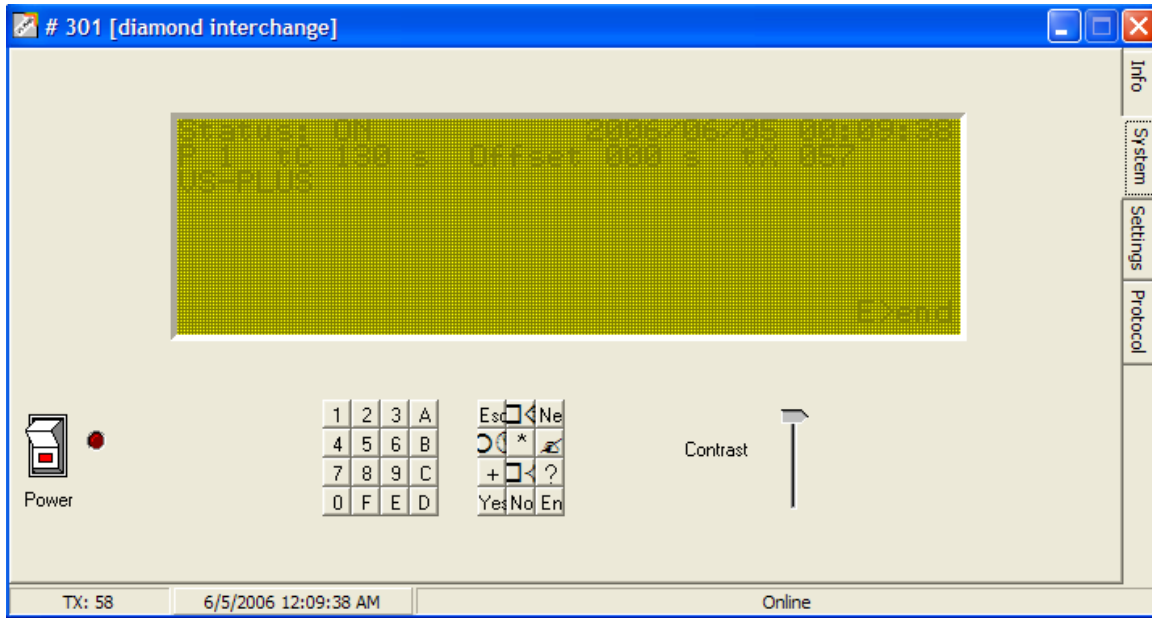 # 301 [diamond interchange]
Info
System
Settings
Protocol
Status: ON 2006/06/05 00:09:38
P 1 tC 130 s Offset 000 s tX 057
VS-PLUS
E>end
1 2 3 A
4 5 6 B
7 8 9 C
0 F E D
Esc Ne
*
+ ?
Yes No En
Contrast
Power
TX: 58 6/5/2006 12:09:38 AM Online